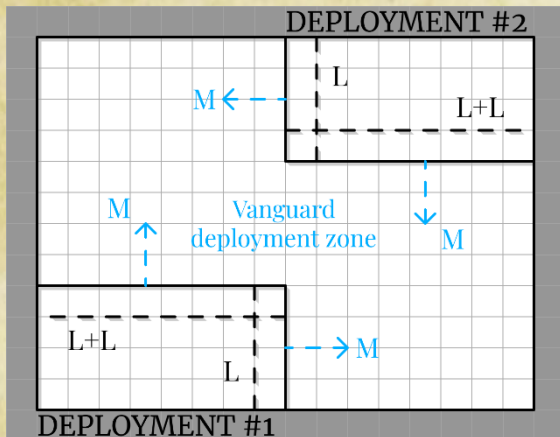 DEPLOYMENT #2
L
M
L+L
M
Vanguard
deployment zone
M
L+L
M
L
DEPLOYMENT #1